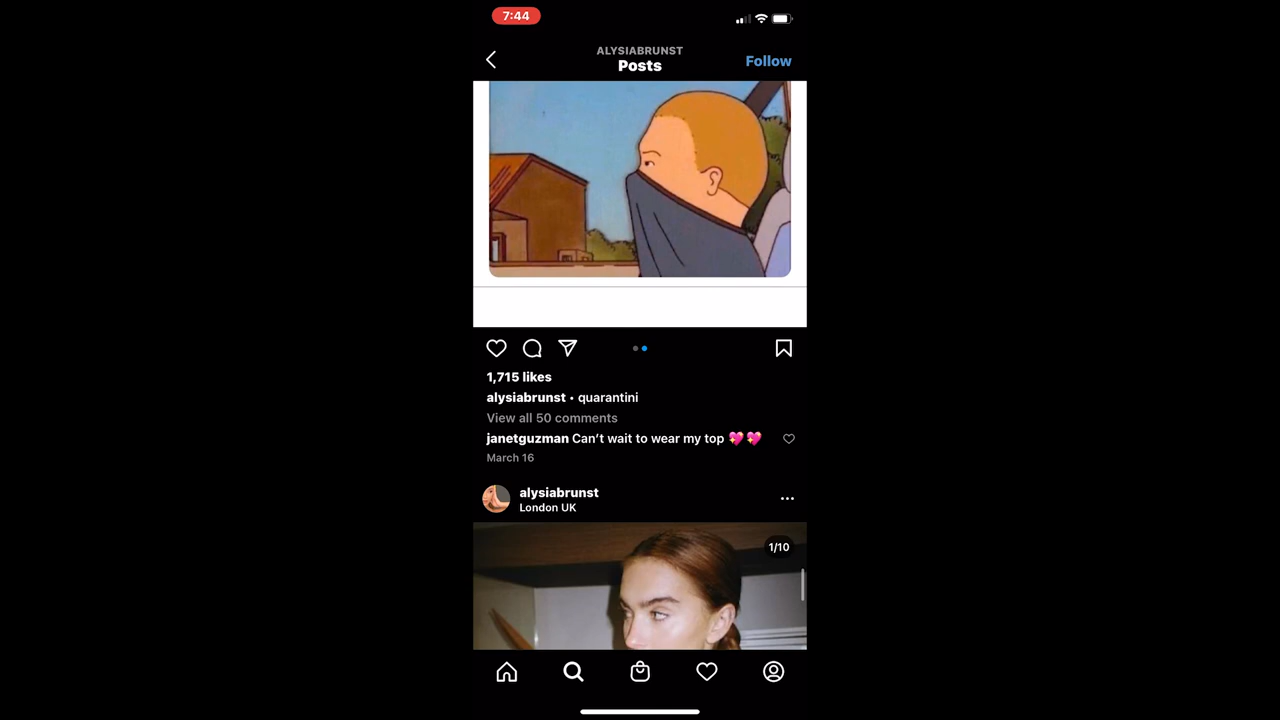 7:44
ALYSIABRUNST
Posts
Follow
1,715 likes
alysiabrunst • quarantini
View all 50 comments
janetguzman Can't wait to wear my top 💖 💖
March 16
alysiabrunst
London UK
1/10